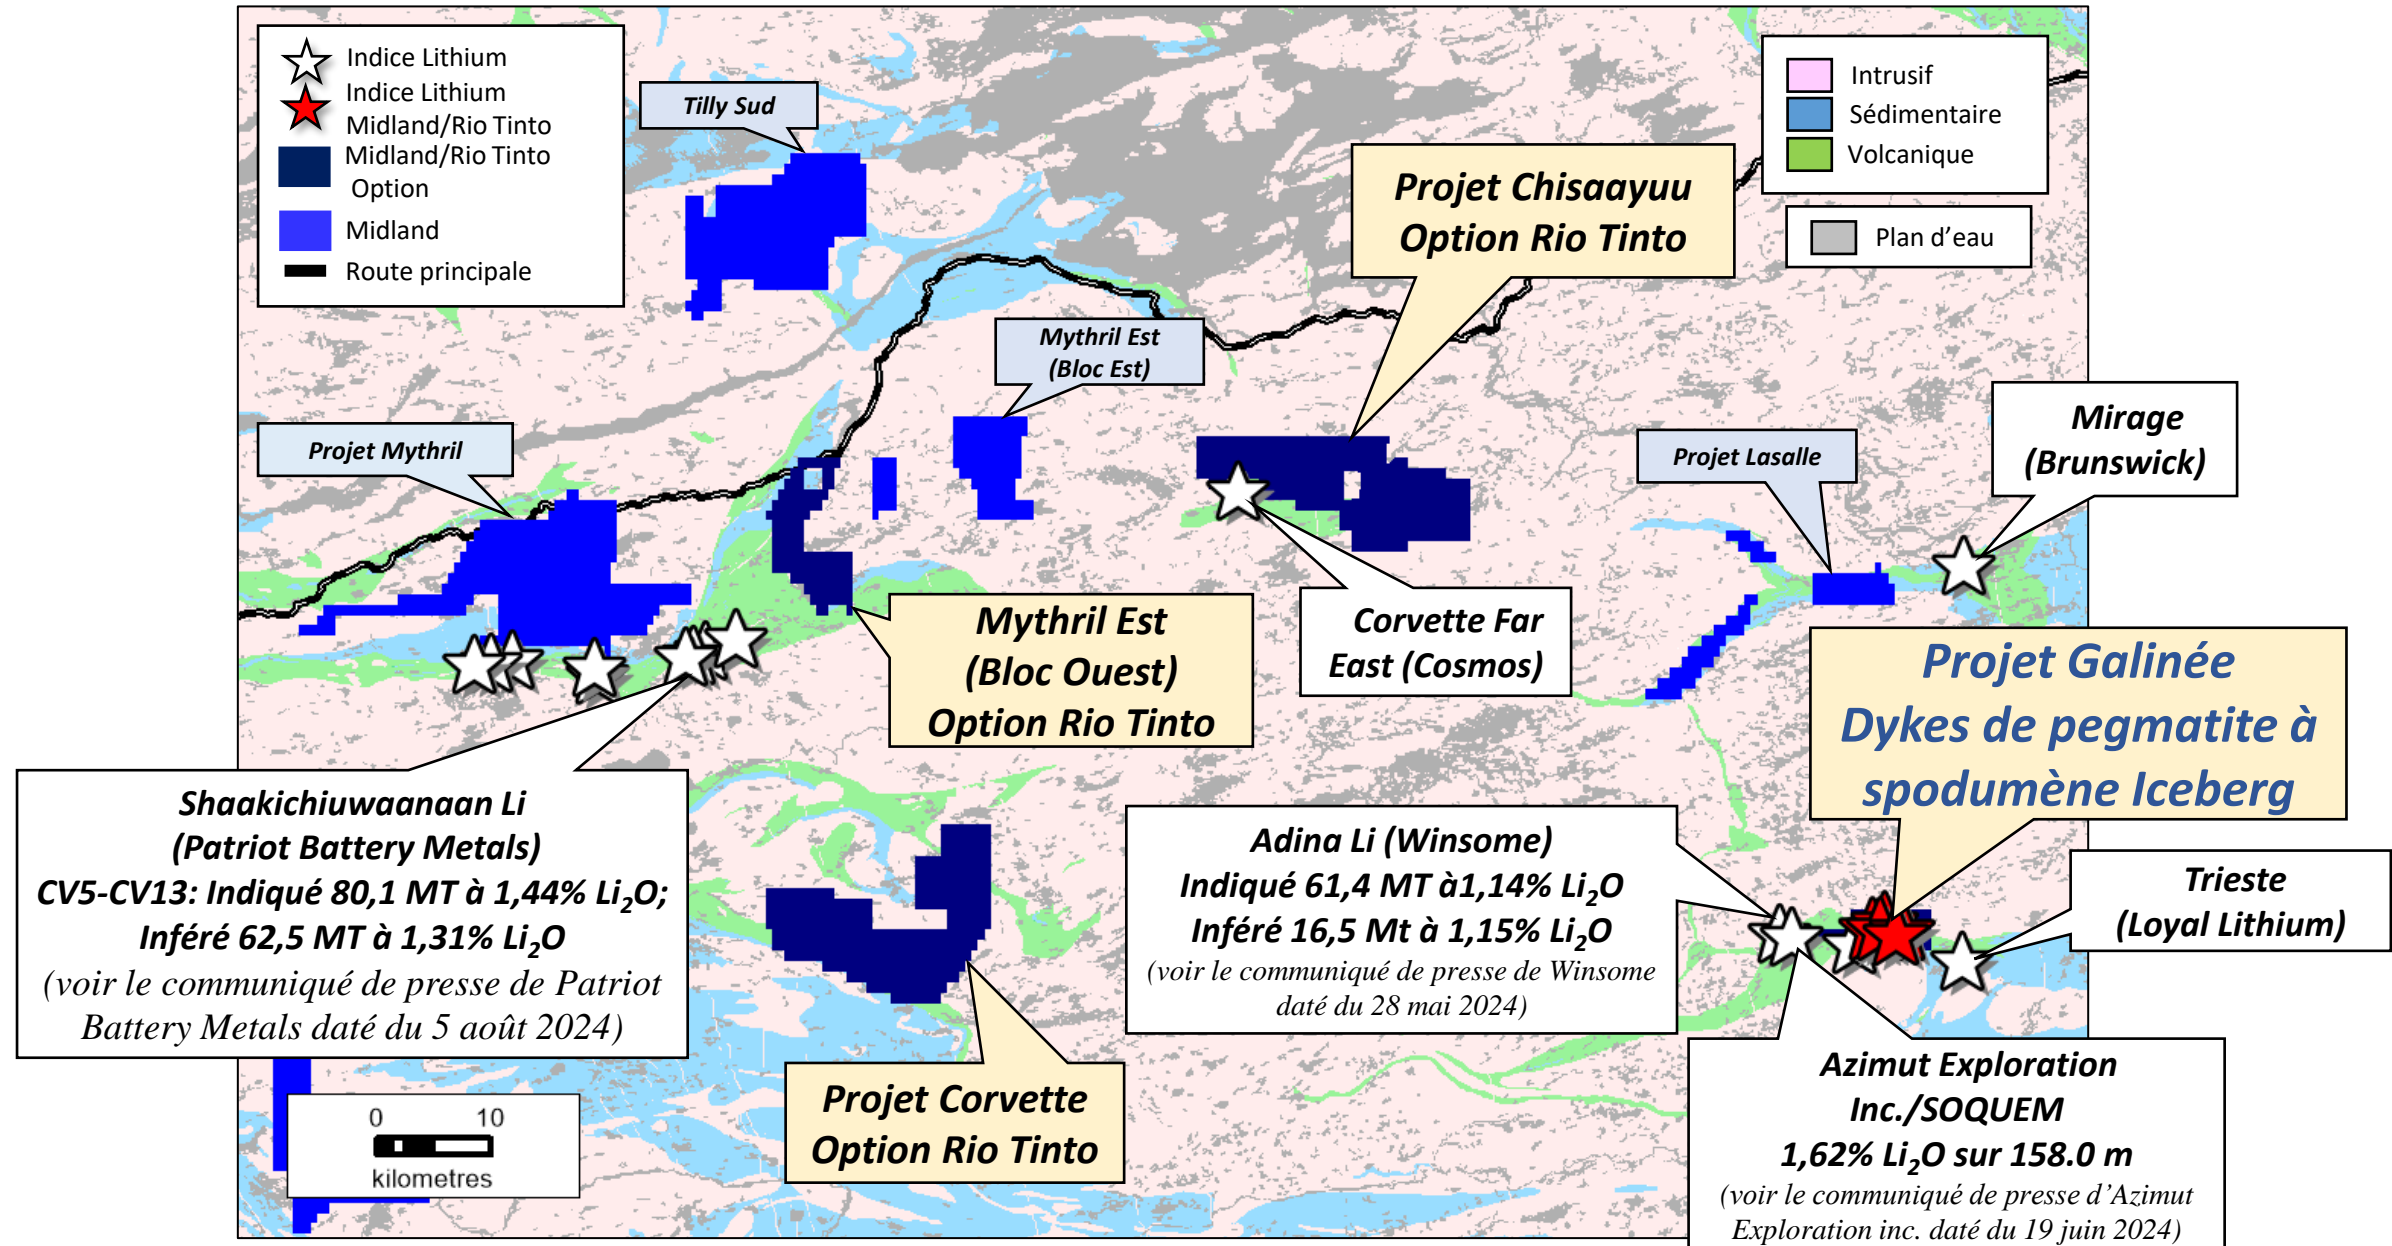 Indice Lithium
Indice Lithium
Midland/Rio Tinto
Midland/Rio Tinto
Option
Midland
Route principale
Tilly Sud
Intrusif
Sédimentaire
Volcanique
Plan d’eau
Projet Chisaayuu
Option Rio Tinto
Mythril Est
(Bloc Est)
Projet Mythril
Projet Lasalle
Mirage
(Brunswick)
Mythril Est
(Bloc Ouest)
Option Rio Tinto
Corvette Far
East (Cosmos)
Projet Galinée
Dykes de pegmatite à
spodumène Iceberg
Shaakichiuwaanaan Li
(Patriot Battery Metals)
CV5-CV13: Indiqué 80,1 MT à 1,44% Li₂O;
Inféré 62,5 MT à 1,31% Li₂O
(voir le communiqué de presse de Patriot
Battery Metals daté du 5 août 2024)
Adina Li (Winsome)
Indiqué 61,4 MT à1,14% Li₂O
Inféré 16,5 Mt à 1,15% Li₂O
(voir le communiqué de presse de Winsome
daté du 28 mai 2024)
Trieste
(Loyal Lithium)
Projet Corvette
Option Rio Tinto
Azimut Exploration
Inc./SOQUEM
1,62% Li₂O sur 158.0 m
(voir le communiqué de presse d’Azimut
Exploration inc. daté du 19 juin 2024)
0 10
kilometres